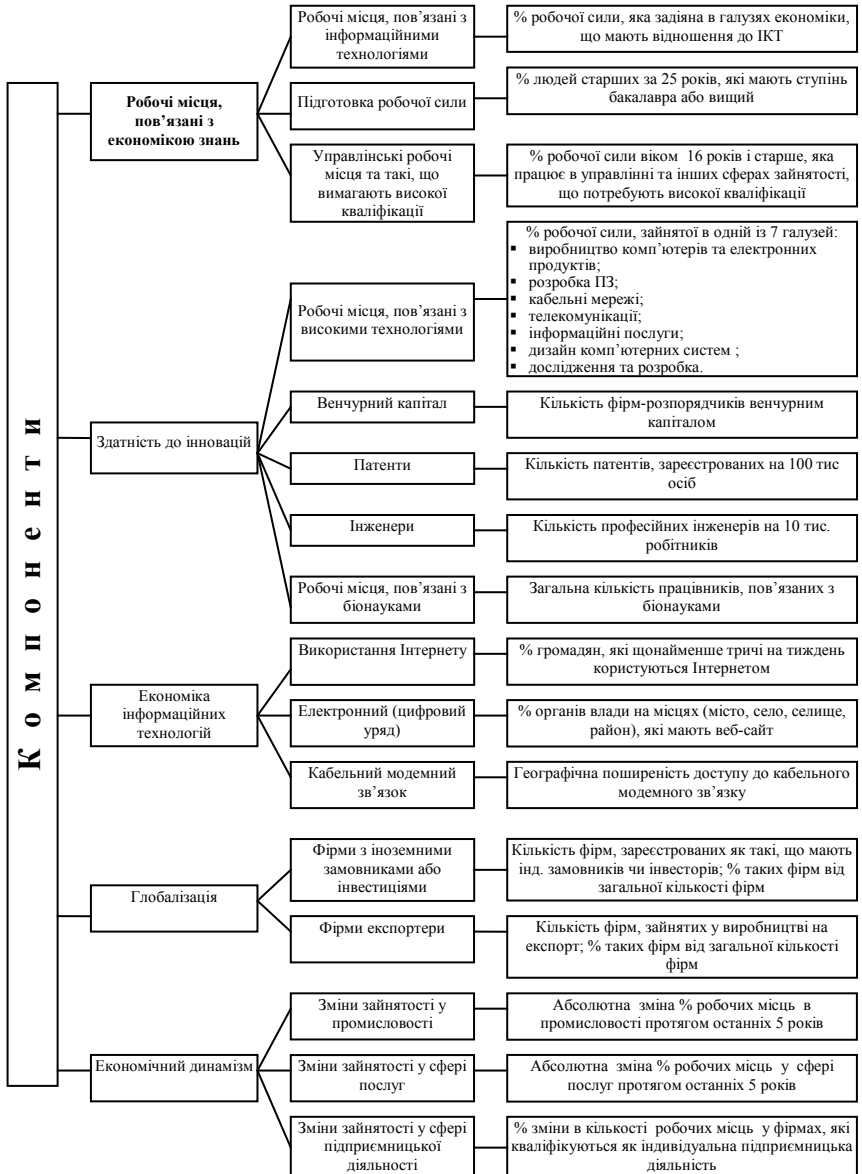 Компоненти
Робочі місця,
пов’язані з
економікою знань
Робочі місця, пов’язані з
інформаційними
технологіями
% робочої сили, яка задіяна в галузях економіки,
що мають відношення до ІКТ
Підготовка робочої сили
% людей старших за 25 років, які мають ступінь
бакалавра або вищий
Управлінські робочі
місця та такі, що
вимагають високої
кваліфікації
% робочої сили віком 16 років і старше, яка
працює в управлінні та інших сферах зайнятості,
що потребують високої кваліфікації
Здатність до інновацій
Робочі місця, пов’язані з
високими технологіями
% робочої сили, зайнятої в одній із 7 галузей:
▪ виробництво комп’ютерів та електронних
продуктів;
▪ розробка ПЗ;
▪ кабельні мережі;
▪ телекомунікації;
▪ інформаційні послуги;
▪ дизайн комп’ютерних систем ;
▪ дослідження та розробка.
Венчурний капітал
Кількість фірм-розпорядчиків венчурним
капіталом
Патенти
Кількість патентів, зареєстрованих на 100 тис
осіб
Інженери
Кількість професійних інженерів на 10 тис.
робітників
Робочі місця, пов’язані з
біонауками
Загальна кількість працівників, пов’язаних з
біонауками
Економіка
інформаційних
технологій
Використання Інтернету
% громадян, які щонайменше тричі на тиждень
користуються Інтернетом
Електронний (цифровий
уряд)
% органів влади на місцях (місто, село, селище,
район), які мають веб-сайт
Кабельний модемний
зв’язок
Географічна поширеність доступу до кабельного
модемного зв’язку
Глобалізація
Фірми з іноземними
замовниками або
інвестиціями
Кількість фірм, зареєстрованих як такі, що мають
інд. замовників чи інвесторів; % таких фірм від
загальної кількості фірм
Фірми експортери
Кількість фірм, зайнятих у виробництві на
експорт; % таких фірм від загальної кількості
фірм
Економічний динамізм
Зміни зайнятості у
промисловості
Абсолютна зміна % робочих місць в
промисловості протягом останніх 5 років
Зміни зайнятості у сфері
послуг
Абсолютна зміна % робочих місць у сфері
послуг протягом останніх 5 років
Зміни зайнятості у сфері
підприємницької
діяльності
% зміни в кількості робочих місць у фірмах, які
кваліфікуються як індивідуальна підприємницька
діяльність